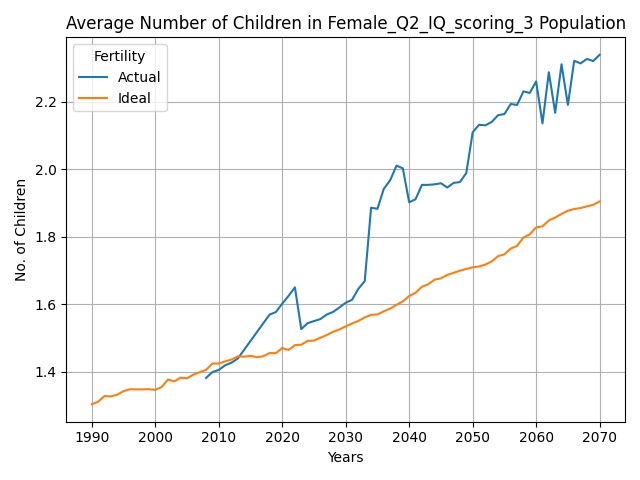 Average Number of Children in Female_Q2_IQ_scoring_3 Population
Fertility
Actual
Ideal
No. of Children
2.2
2.0
1.8
1.6
1.4
1990 2000 2010 2020 2030 2040 2050 2060 2070
Years